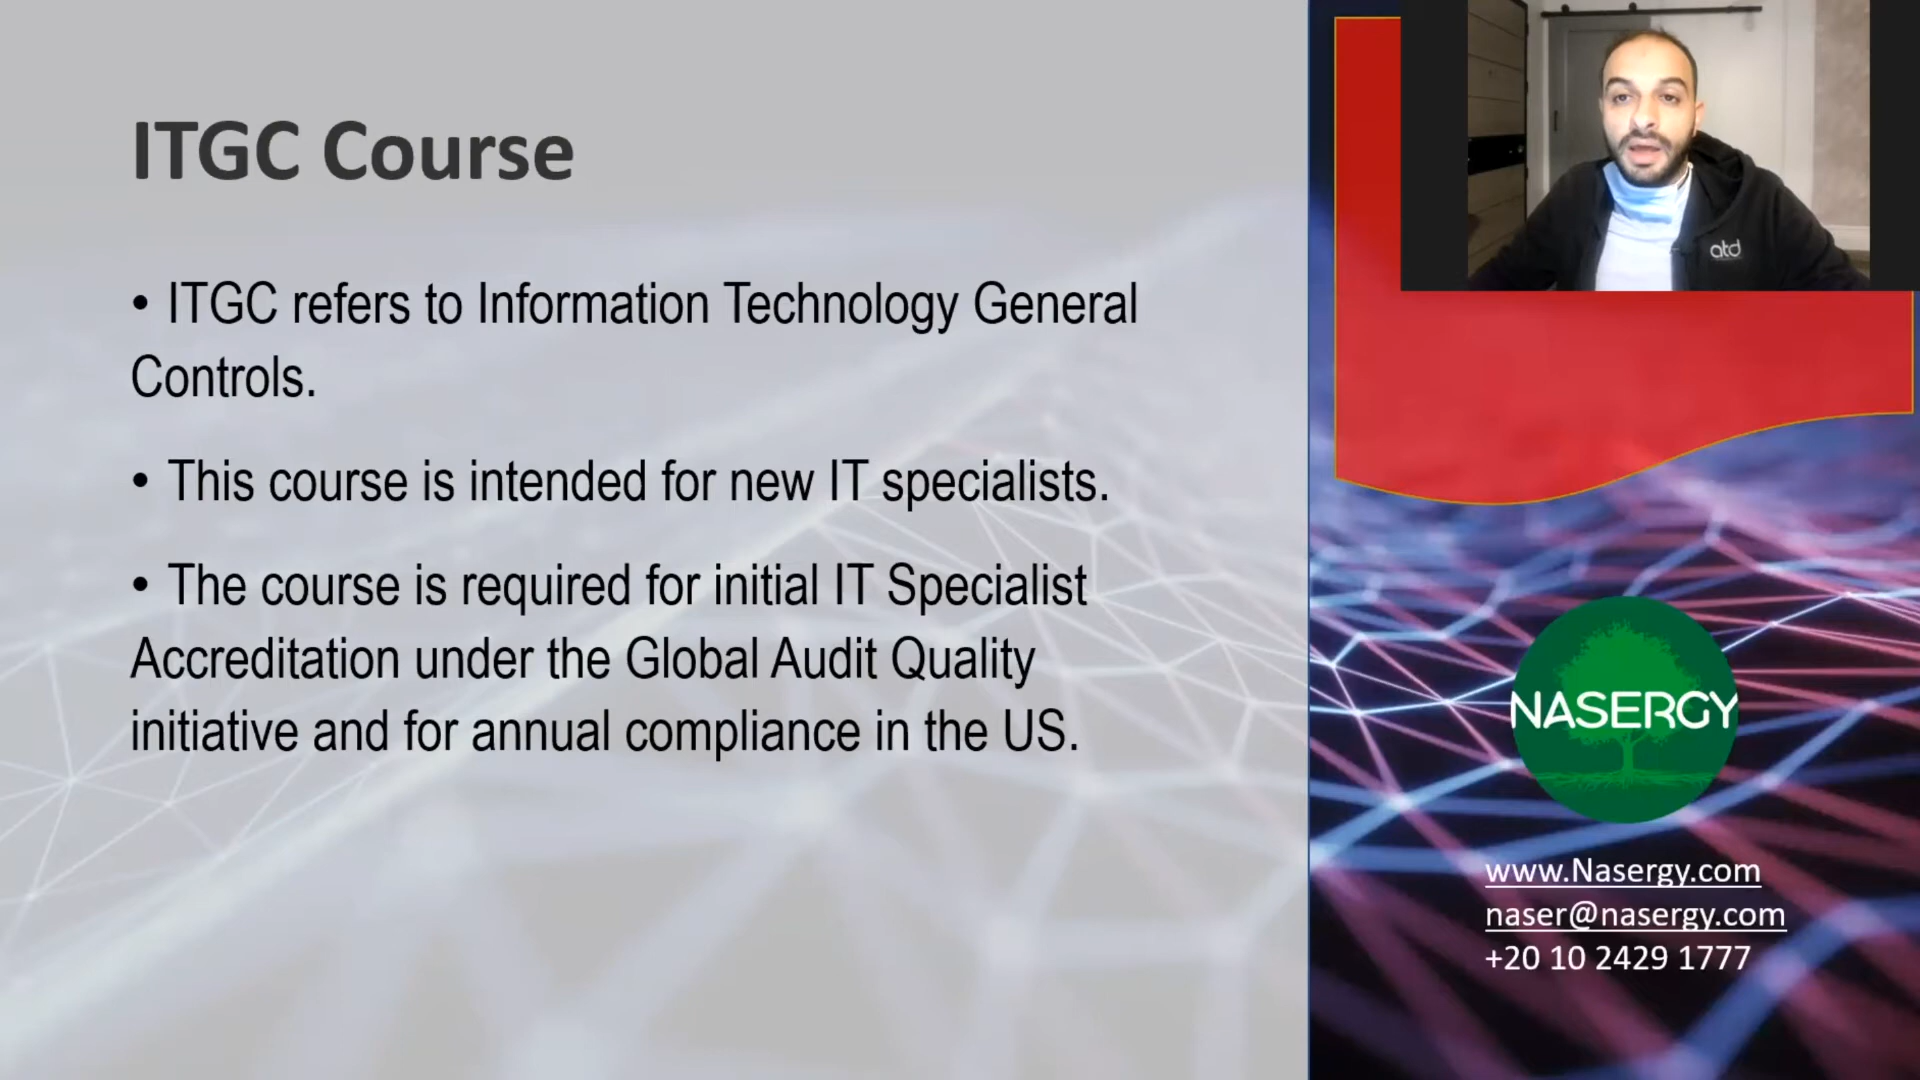 ITGC Course
• ITGC refers to Information Technology General
Controls.
• This course is intended for new IT specialists.
• The course is required for initial IT Specialist
Accreditation under the Global Audit Quality
initiative and for annual compliance in the US.
atd
NASERGY
www.Nasergy.com
naser@nasergy.com
+20 10 2429 1777